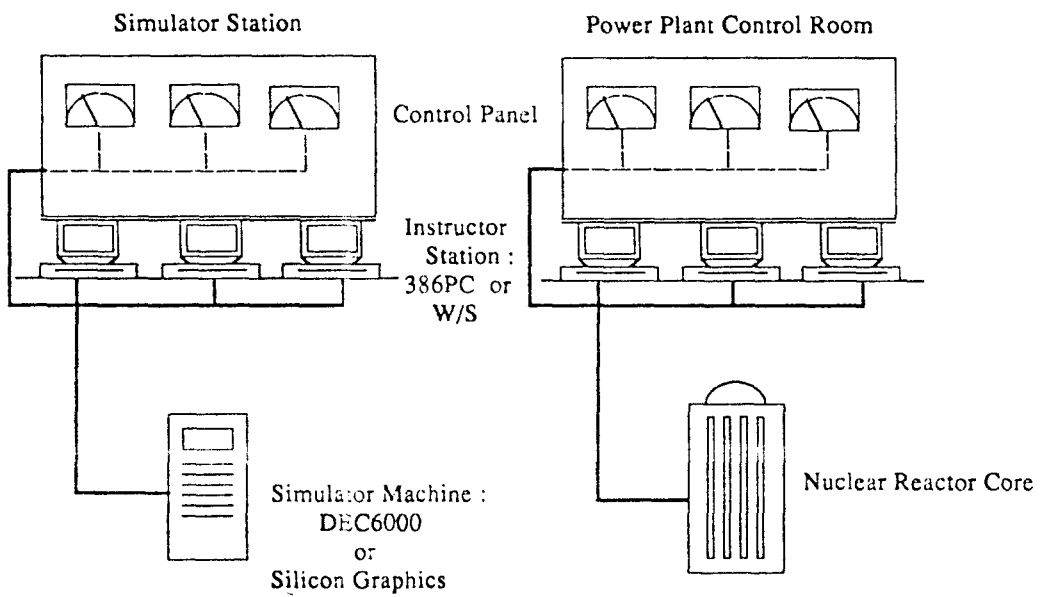 Simulator Station
Power Plant Control Room
Control Panel
Instructor
Station :
386PC or
W/S
Simulator Machine :
DEC6000
or
Silicon Graphics
Nuclear Reactor Core